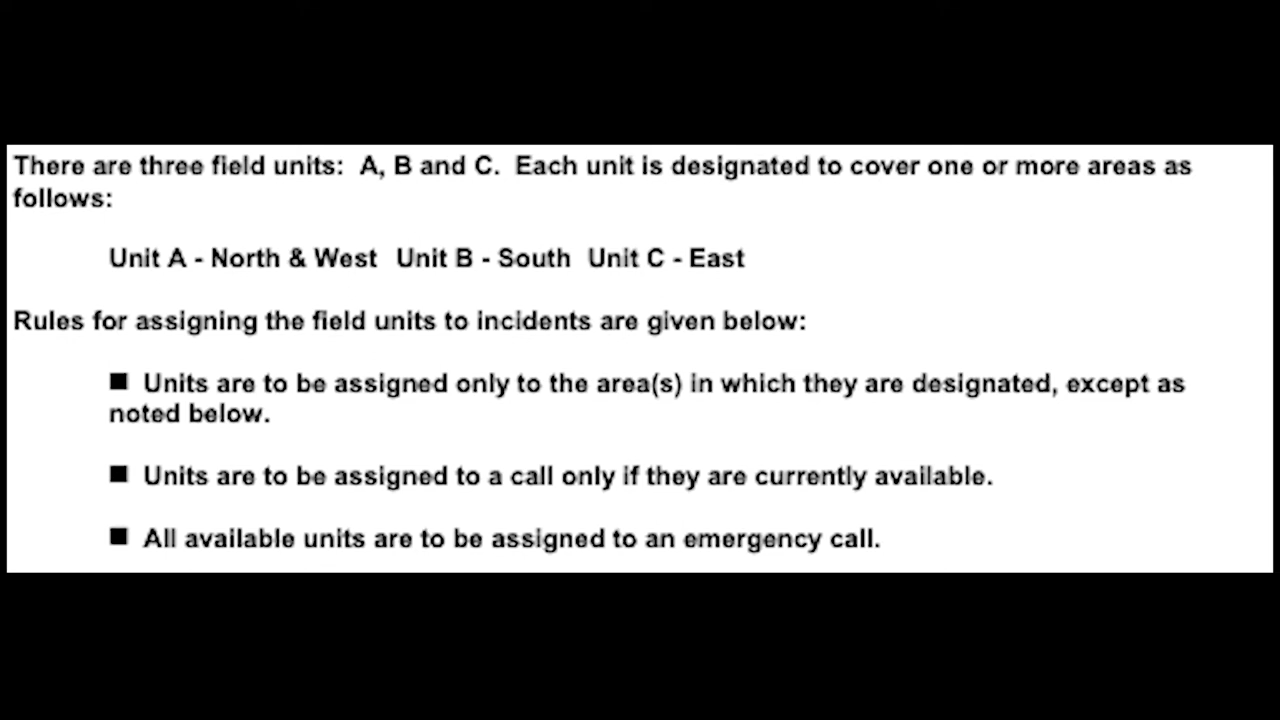 There are three field units: A, B and C. Each unit is designated to cover one or more areas as
follows:
Unit A - North & West Unit B - South Unit C - East
Rules for assigning the field units to incidents are given below:
■ Units are to be assigned only to the area(s) in which they are designated, except as
noted below.
■ Units are to be assigned to a call only if they are currently available.
■ All available units are to be assigned to an emergency call.